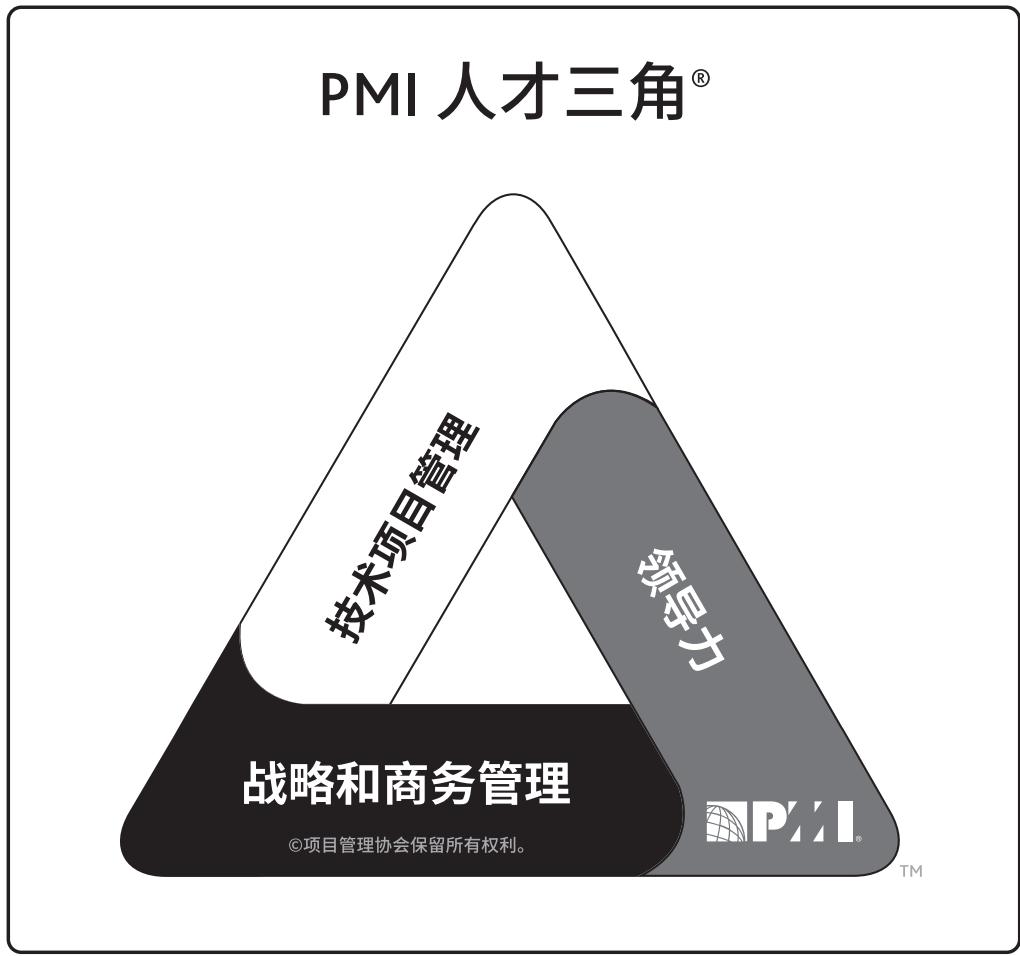 PMI 人才三角®
技术项目管理
领导力
战略和商务管理
©项目管理协会保留所有权利。
PMI®
TM